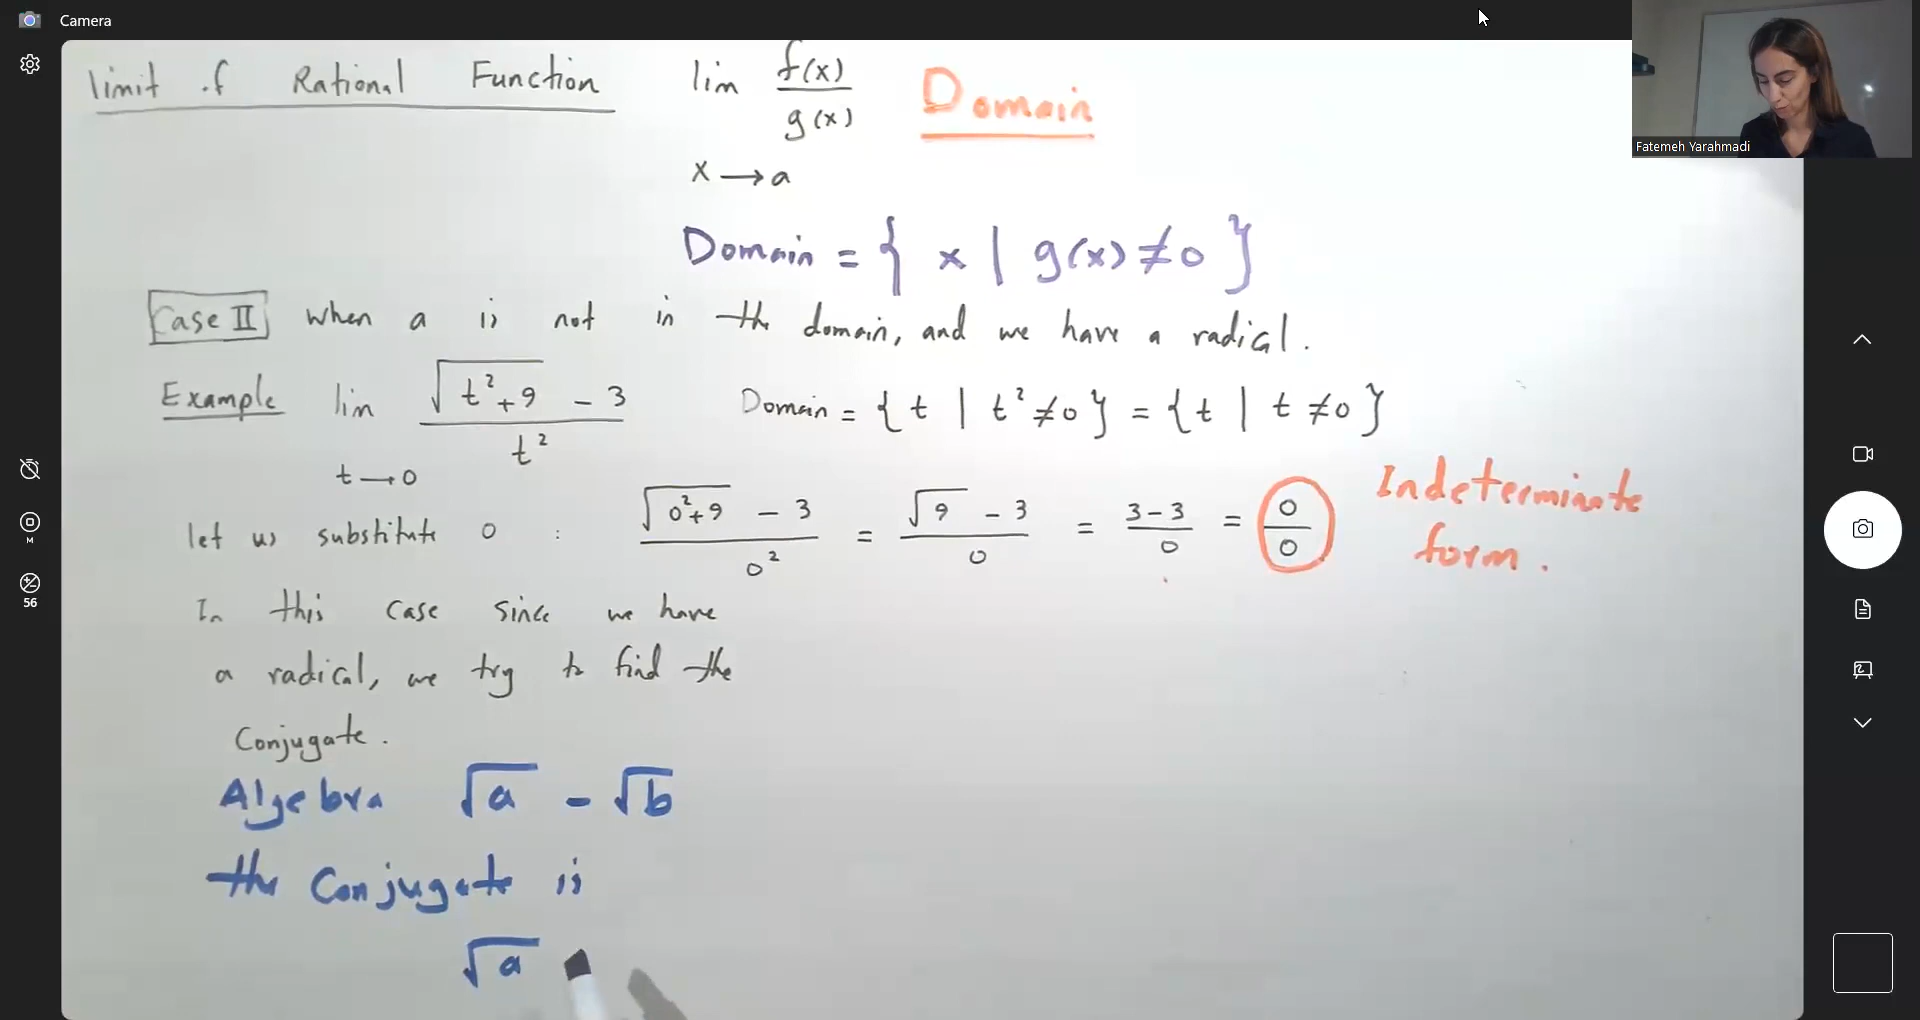 Camera
limit of Rational Function lim f(x)/g(x) Domain
x → a
Fatemeh Yarahmadi
Domain = { x | g(x) ≠ 0 }
Case II when a is not in the domain, and we have a radical.
Example lim (√(t²+9) - 3)/t² Domain = { t | t² ≠ 0 } = { t | t ≠ 0 }
t → 0
let us substitute 0 : (√(0²+9) - 3)/0² = (√9 - 3)/0 = (3-3)/0 = 0/0 Indeterminate
form.
In this case since we have
a radical, we try to find the
Conjugate.
Algebra √a - √b
the Conjugate is
√a
M
56